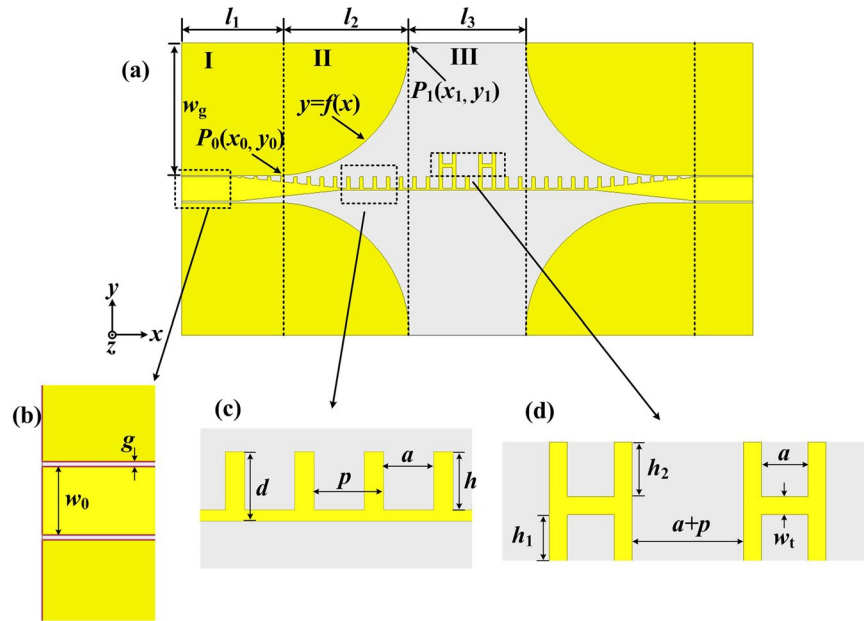 l1 l2 l3
(a) I II III
wg y=f(x) P1(x1, y1)
P0(x0, y0)
y
z x
(b) (c) (d)
g
w0
d p a h
h1 h2 a+p a wt